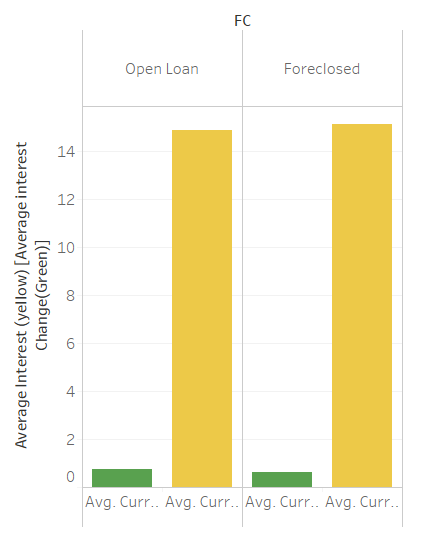 FC
Open Loan
Foreclosed
Average Interest (yellow) [Average interest
Change(Green)]
14
12
10
8
6
4
2
0
Avg. Curr.. Avg. Curr.. Avg. Curr.. Avg. Curr..